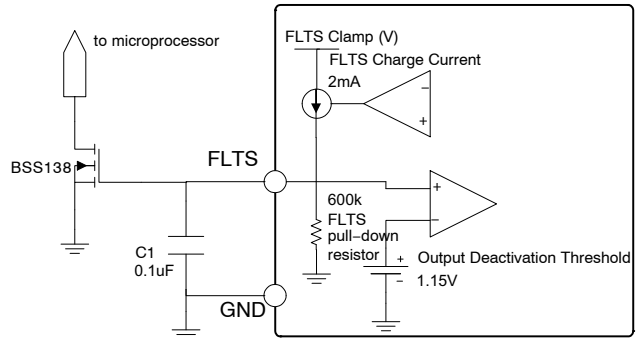 to microprocessor
FLTS Clamp (V)
FLTS Charge Current
2mA
−
+
BSS138
FLTS
600k
FLTS
pull−down
resistor
+
−
C1
0.1uF
+
−
Output Deactivation Threshold
1.15V
GND